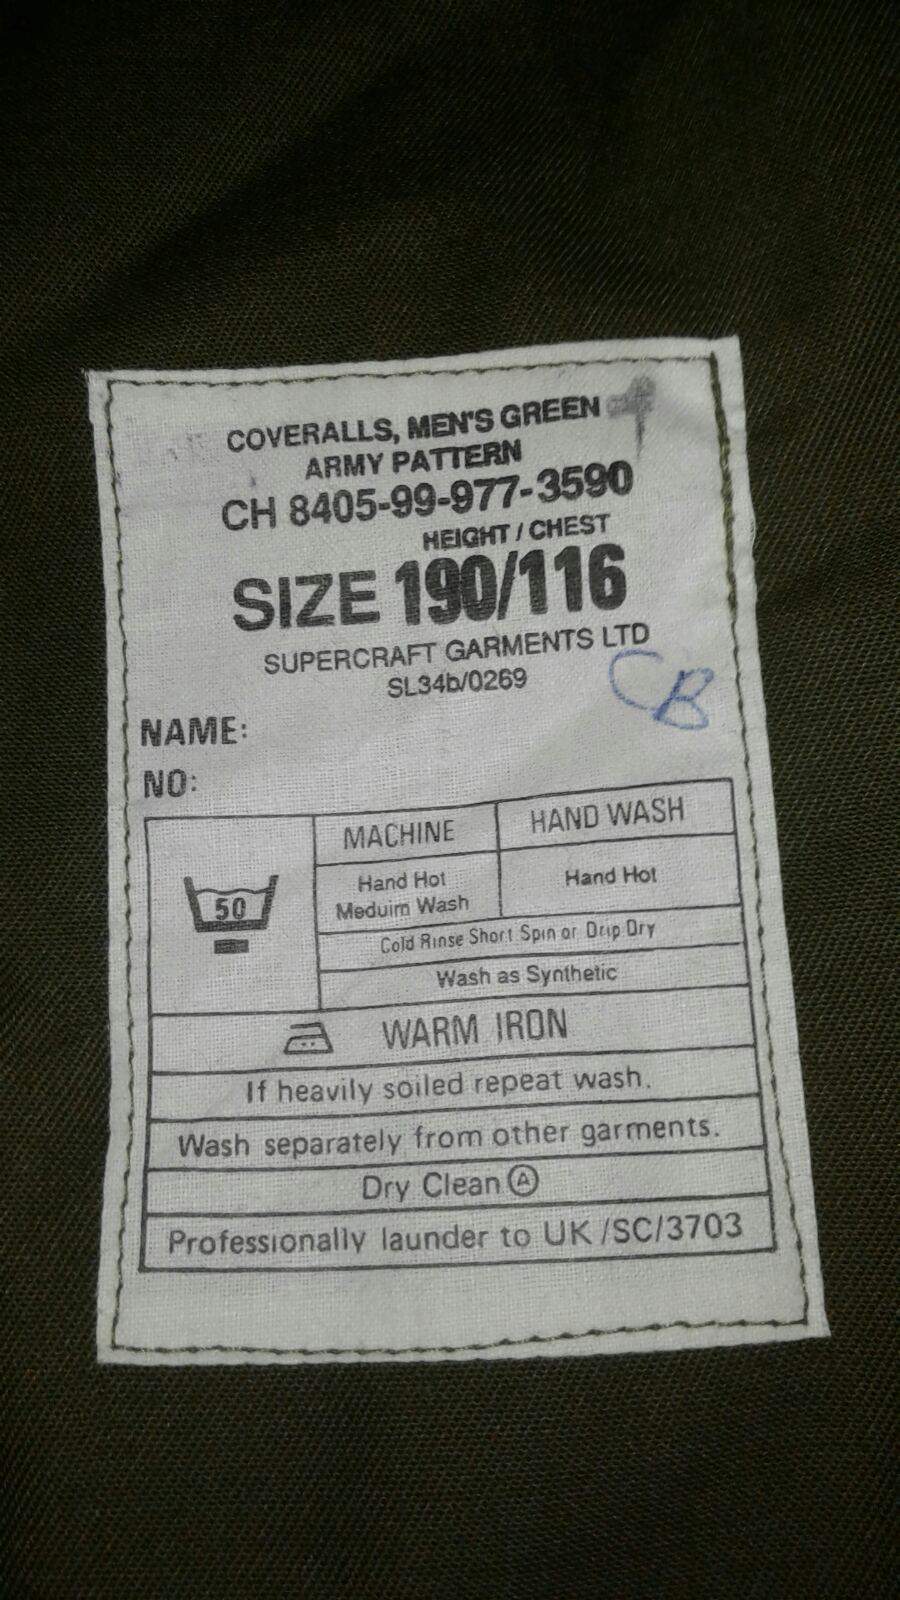 COVERALLS, MEN'S GREEN
ARMY PATTERN
CH 8405-99-977-3590
HEIGHT / CHEST
SIZE 190/116
SUPERCRAFT GARMENTS LTD
SL34b/0269
CB
NAME:
NO:
MACHINE HAND WASH
50
Hand Hot
Meduim Wash
Hand Hot
Cold Rinse Short Spin or Drip Dry
Wash as Synthetic
WARM IRON
If heavily soiled repeat wash.
Wash separately from other garments.
Dry Clean Ⓐ
Professionally launder to UK /SC/3703